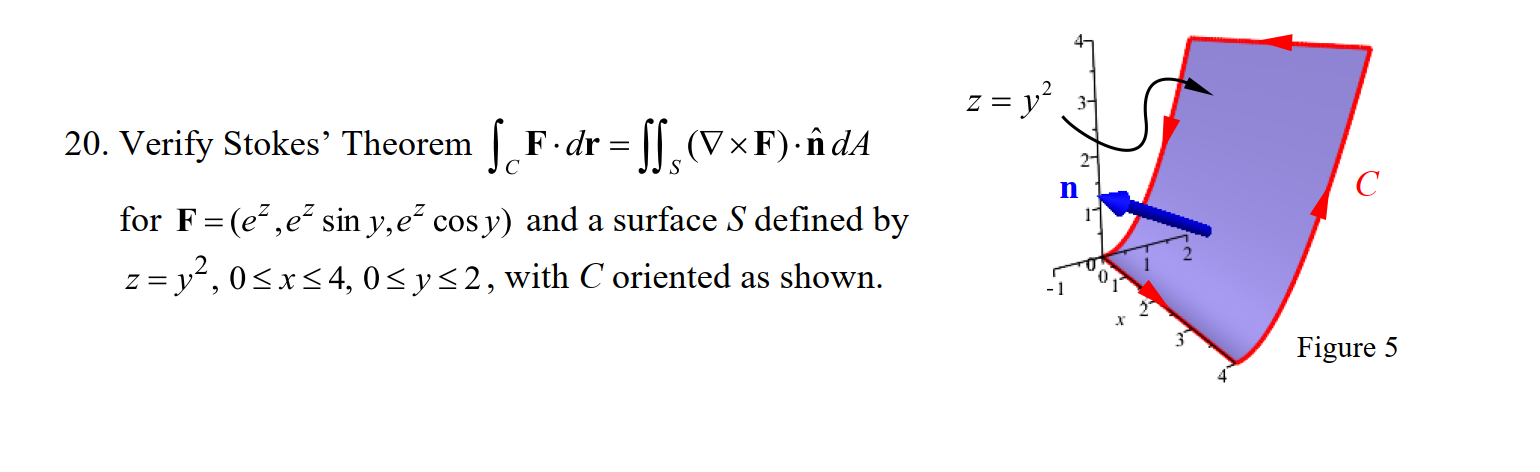 20. Verify Stokes’ Theorem ∫_C F · dr = ∬_S (∇ × F) · n̂ dA
for F = (e^z, e^z sin y, e^z cos y) and a surface S defined by
z = y², 0 ≤ x ≤ 4, 0 ≤ y ≤ 2, with C oriented as shown.
4
z = y²
3
2
n
C
1
0
-1
0
1
2
1
x
2
3
4
Figure 5